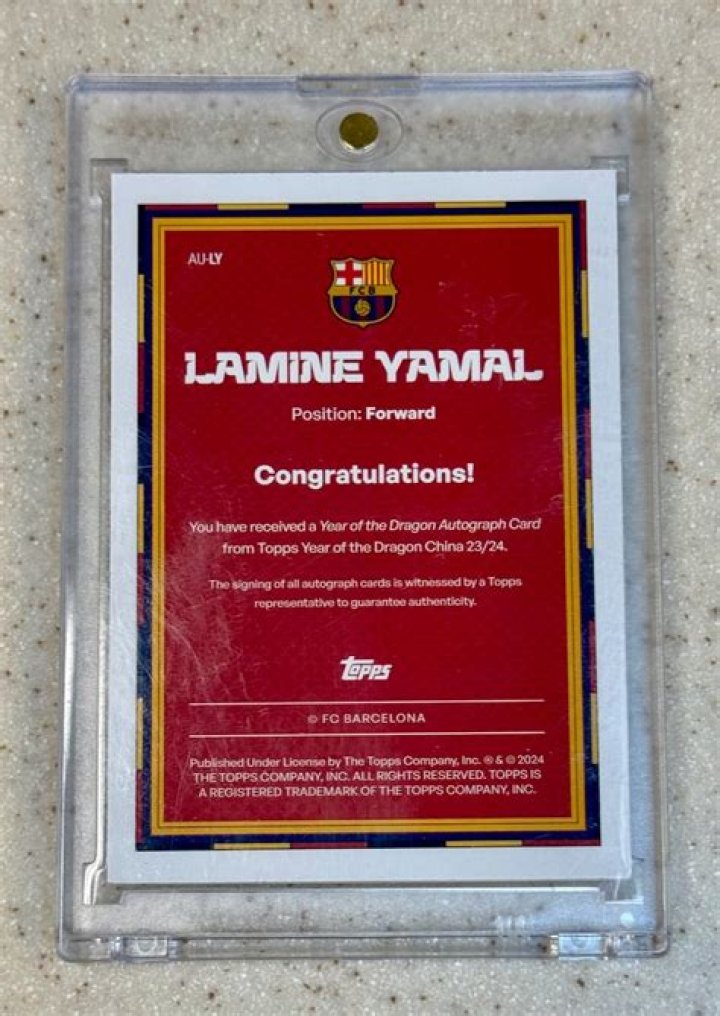 AU-LY
FCB
LAMINE YAMAL
Position: Forward
Congratulations!
You have received a Year of the Dragon Autograph Card
from Topps Year of the Dragon China 23/24.
The signing of all autograph cards is witnessed by a Topps
representative to guarantee authenticity.
topps
© FC BARCELONA
Published Under License by The Topps Company, Inc. ® & © 2024
THE TOPPS COMPANY, INC. ALL RIGHTS RESERVED. TOPPS IS
A REGISTERED TRADEMARK OF THE TOPPS COMPANY, INC.